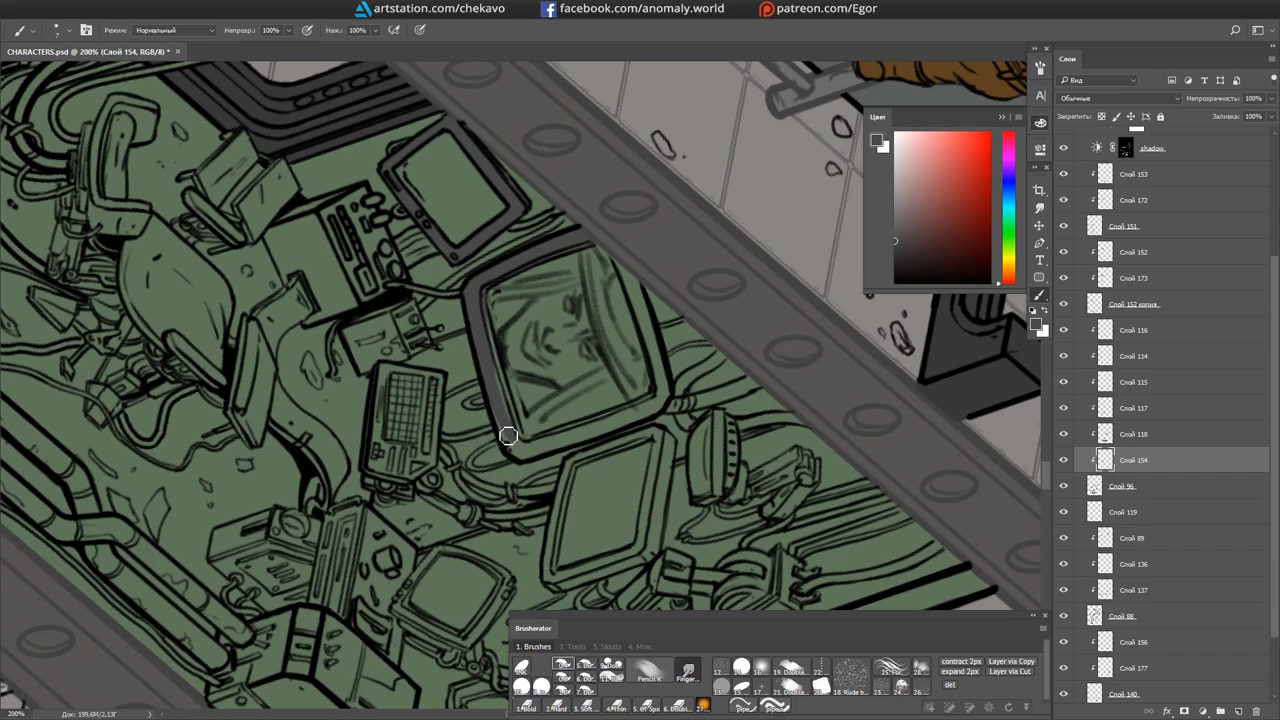 artstation.com/chekavo facebook.com/anomaly.world patreon.com/Egor
Режим: Нормальный Непрозр.: 100% Наж.: 100%
CHARACTERS.psd @ 200% (Слой 154, RGB/8) *
Слои
Вид
Обычные Непрозрачность: 100%
Закрепить: Заливка: 100%
Цвет
shadow
Слой 153
Слой 172
Слой 151
Слой 152
Слой 173
Слой 152 копия
Слой 116
Слой 114
Слой 115
Слой 117
Слой 118
Слой 154
Слой 96
Слой 119
Слой 89
Слой 136
Слой 137
Слой 88
Слой 156
Слой 177
Слой 140
Brusherator
1. Brushes 2. Tools 3. Skulls 4. Misc.
Pencil K Finger...
contract 2px Layer via Copy
expand 2px Layer via Cut
del
200% Док: 199,6M/2,13Г